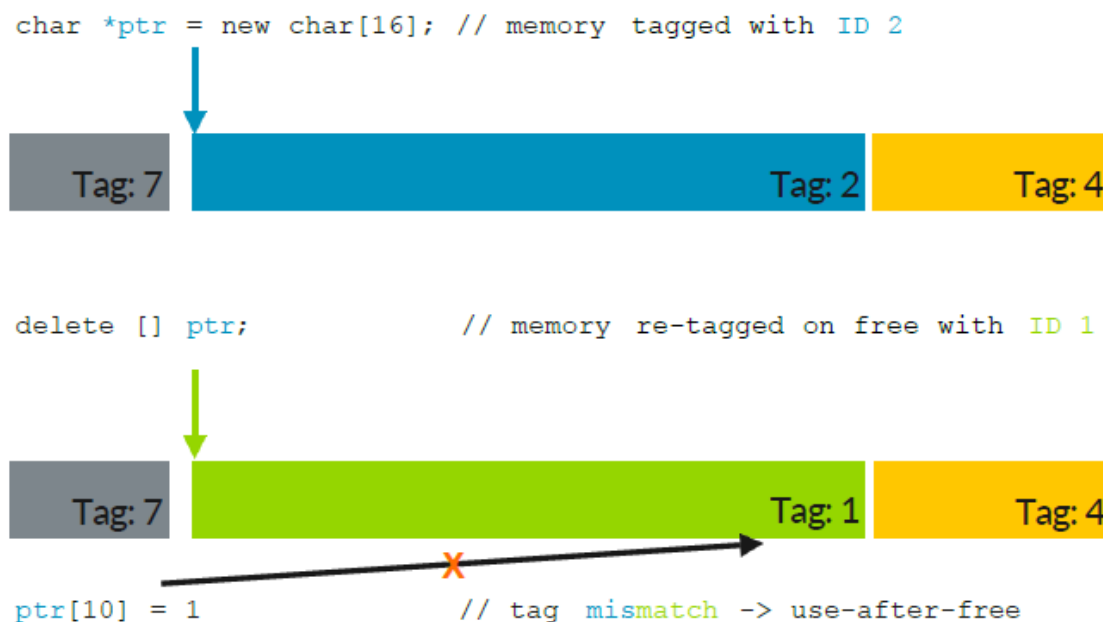 char *ptr = new char[16]; // memory tagged with ID 2
Tag: 7 Tag: 2 Tag: 4
delete [] ptr; // memory re-tagged on free with ID 1
Tag: 7 Tag: 1 Tag: 4
X
ptr[10] = 1 // tag mismatch -> use-after-free